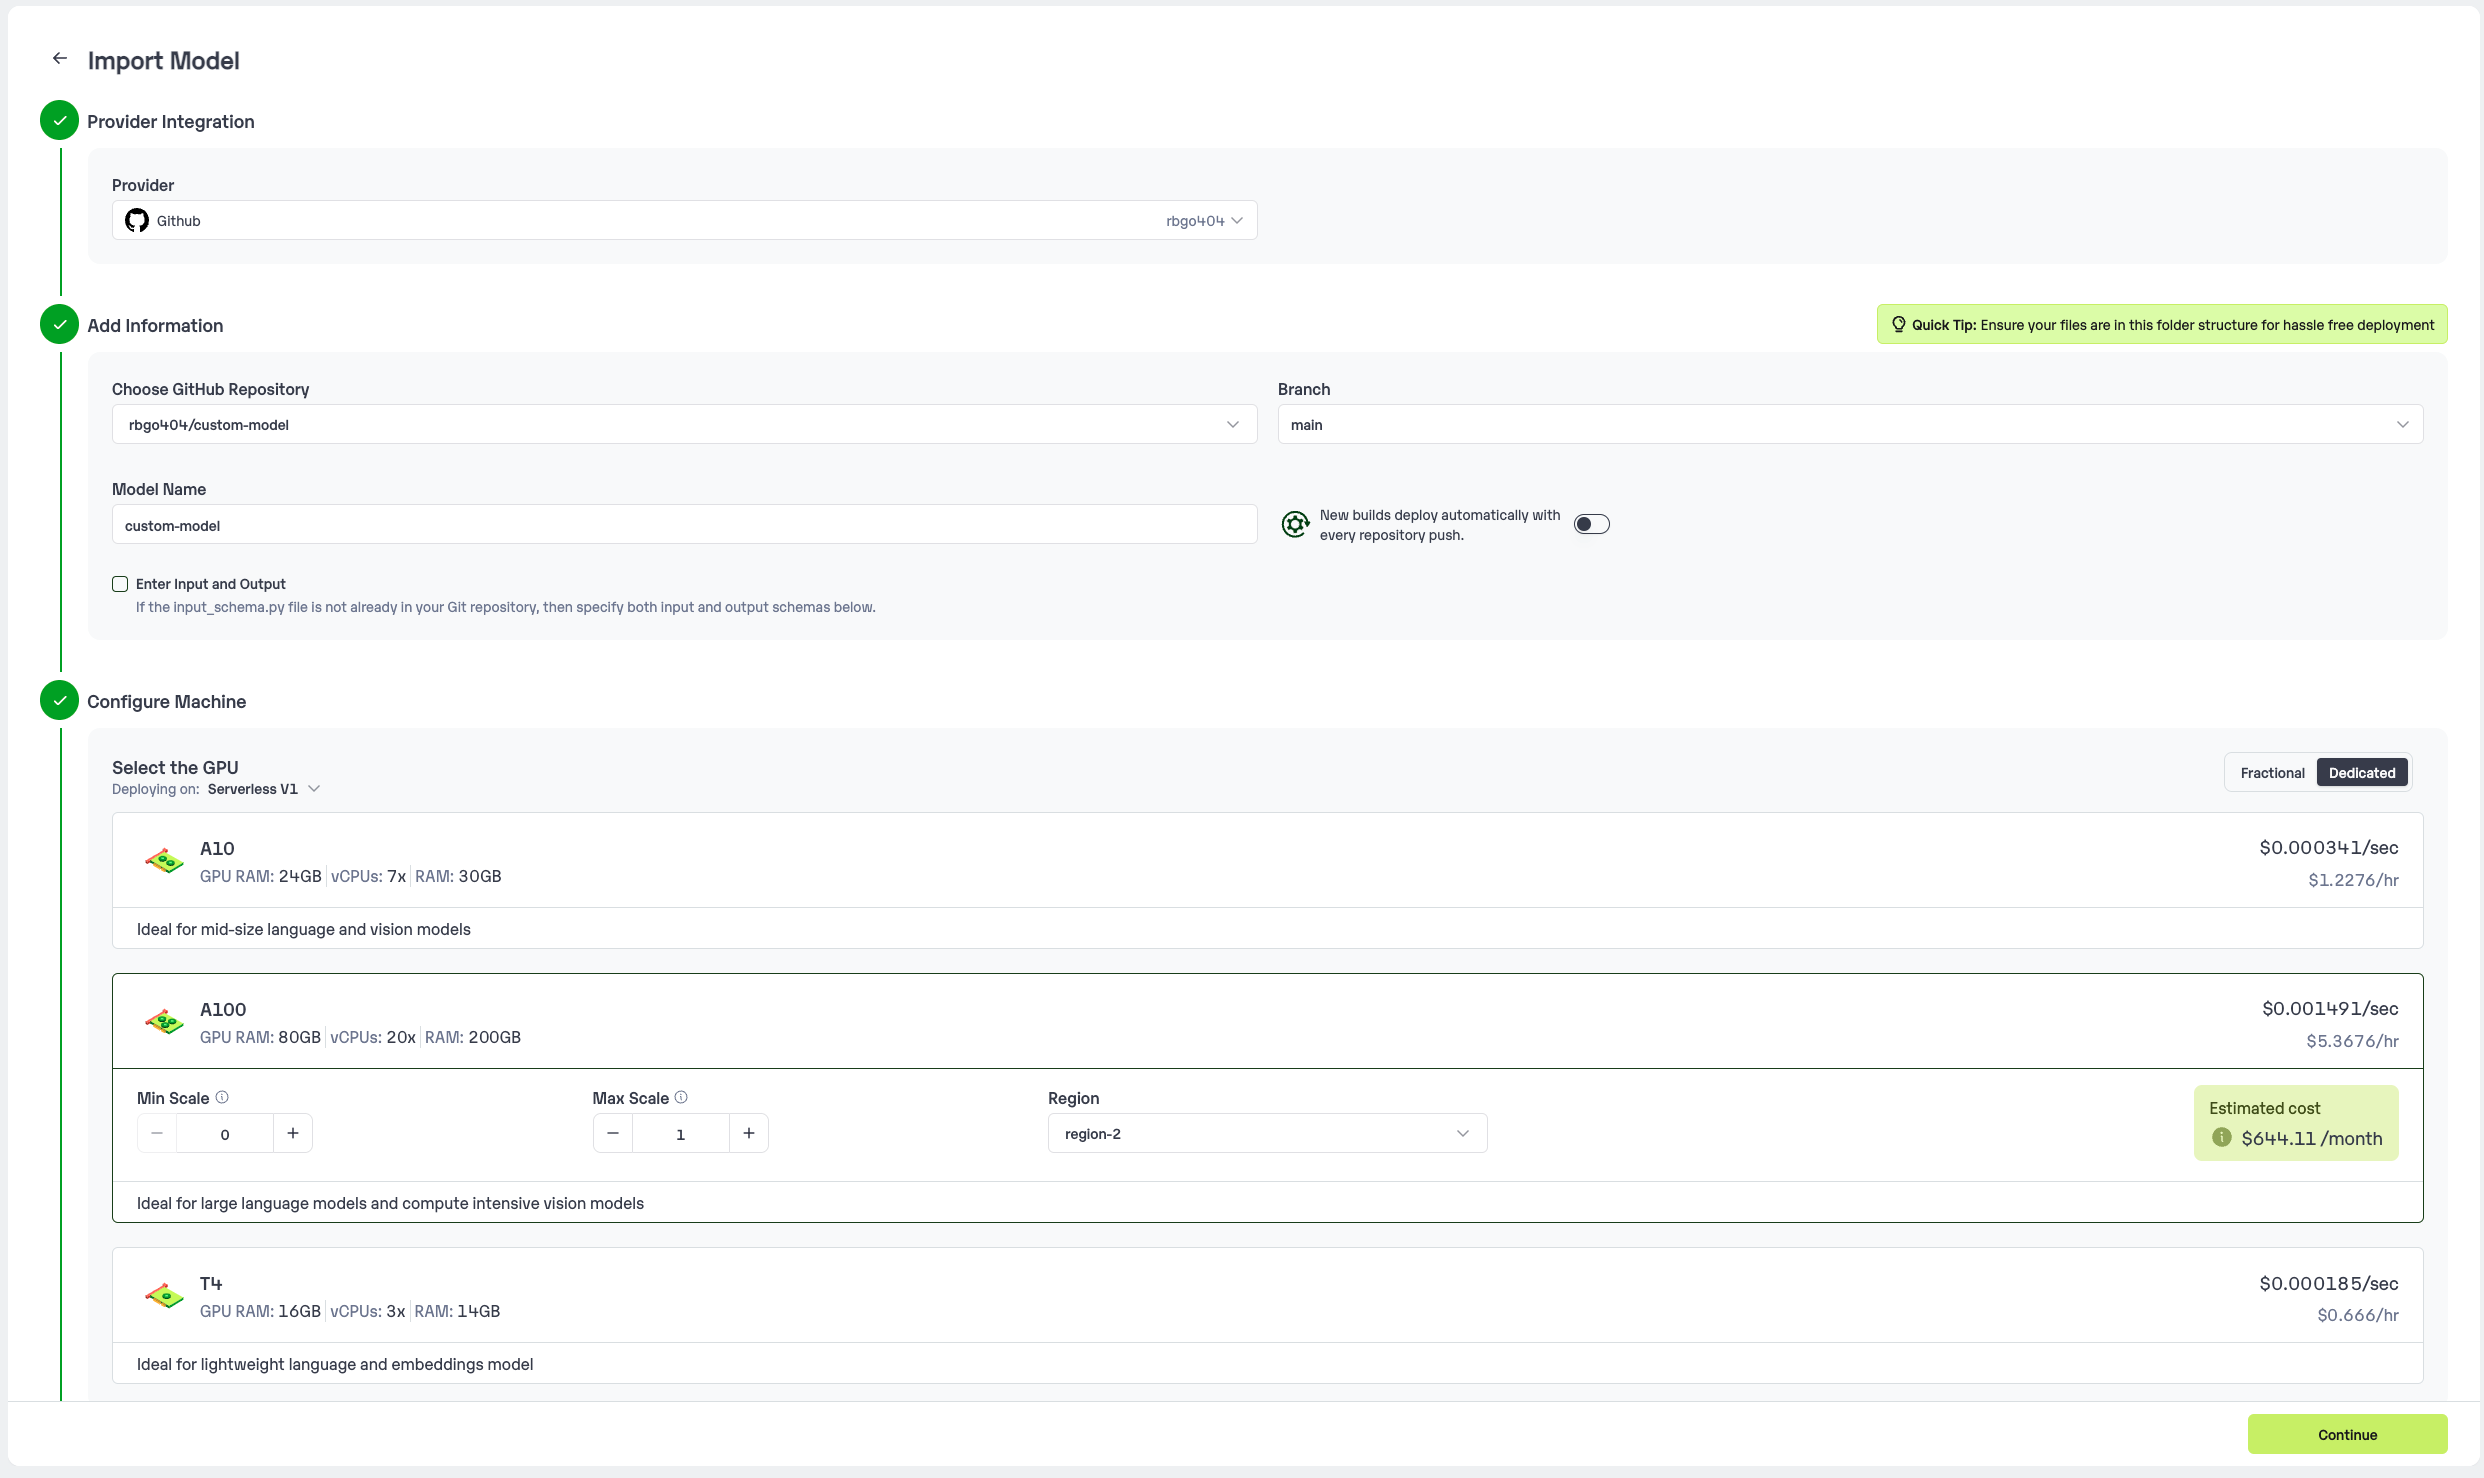 Import Model
Provider Integration
Provider
Github
rbgo404
Add Information
Quick Tip: Ensure your files are in this folder structure for hassle free deployment
Choose GitHub Repository
rbgo404/custom-model
Branch
main
Model Name
custom-model
New builds deploy automatically with
every repository push.
Enter Input and Output
If the input_schema.py file is not already in your Git repository, then specify both input and output schemas below.
Configure Machine
Select the GPU
Deploying on: Serverless V1
Fractional
Dedicated
A10
GPU RAM: 24GB vCPUs: 7x RAM: 30GB
$0.000341/sec
$1.2276/hr
Ideal for mid-size language and vision models
A100
GPU RAM: 80GB vCPUs: 20x RAM: 200GB
$0.001491/sec
$5.3676/hr
Min Scale
0
Max Scale
1
Region
region-2
Estimated cost
$644.11 /month
Ideal for large language models and compute intensive vision models
T4
GPU RAM: 16GB vCPUs: 3x RAM: 14GB
$0.000185/sec
$0.666/hr
Ideal for lightweight language and embeddings model
Continue